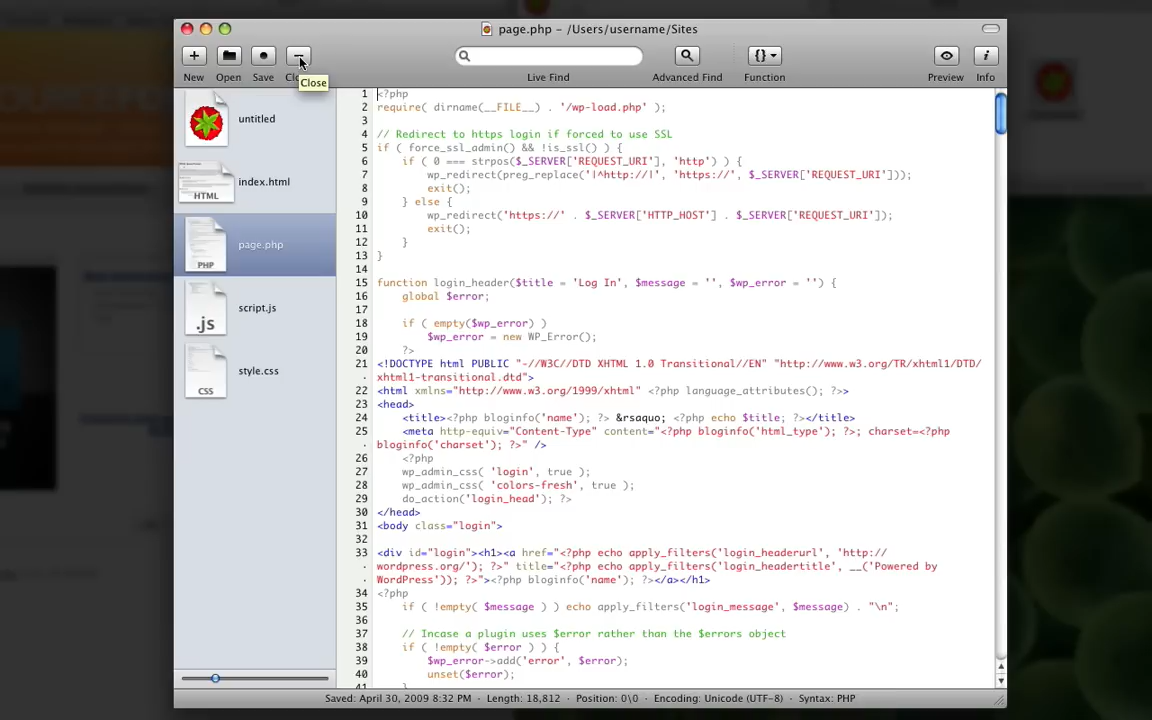 page.php – /Users/username/Sites
New Open Save Clo Live Find Advanced Find Function Preview Info
{}
i
Close
untitled
HTML index.html
PHP page.php
.js script.js
CSS style.css
1 <?php
2 require( dirname(__FILE__) . '/wp-load.php' );
3
4 // Redirect to https login if forced to use SSL
5 if ( force_ssl_admin() && !is_ssl() ) {
6 if ( 0 === strpos($_SERVER['REQUEST_URI'], 'http') ) {
7 wp_redirect(preg_replace('|^http://|', 'https://', $_SERVER['REQUEST_URI']));
8 exit();
9 } else {
10 wp_redirect('https://' . $_SERVER['HTTP_HOST'] . $_SERVER['REQUEST_URI']);
11 exit();
12 }
13 }
14
15 function login_header($title = 'Log In', $message = '', $wp_error = '') {
16 global $error;
17
18 if ( empty($wp_error) )
19 $wp_error = new WP_Error();
20 ?>
21 <!DOCTYPE html PUBLIC "-//W3C//DTD XHTML 1.0 Transitional//EN" "http://www.w3.org/TR/xhtml1/DTD/
· xhtml1-transitional.dtd">
22 <html xmlns="http://www.w3.org/1999/xhtml" <?php language_attributes(); ?>>
23 <head>
24 <title><?php bloginfo('name'); ?> &rsaquo; <?php echo $title; ?></title>
25 <meta http-equiv="Content-Type" content="<?php bloginfo('html_type'); ?>; charset=<?php
· bloginfo('charset'); ?>" />
26 <?php
27 wp_admin_css( 'login', true );
28 wp_admin_css( 'colors-fresh', true );
29 do_action('login_head'); ?>
30 </head>
31 <body class="login">
32
33 <div id="login"><h1><a href="<?php echo apply_filters('login_headerurl', 'http://
· wordpress.org/'); ?>" title="<?php echo apply_filters('login_headertitle', __('Powered by
· WordPress')); ?>"><?php bloginfo('name'); ?></a></h1>
34 <?php
35 if ( !empty( $message ) ) echo apply_filters('login_message', $message) . "\n";
36
37 // Incase a plugin uses $error rather than the $errors object
38 if ( !empty( $error ) ) {
39 $wp_error->add('error', $error);
40 unset($error);
41 }
Saved: April 30, 2009 8:32 PM · Length: 18,812 · Position: 0\0 · Encoding: Unicode (UTF-8) · Syntax: PHP